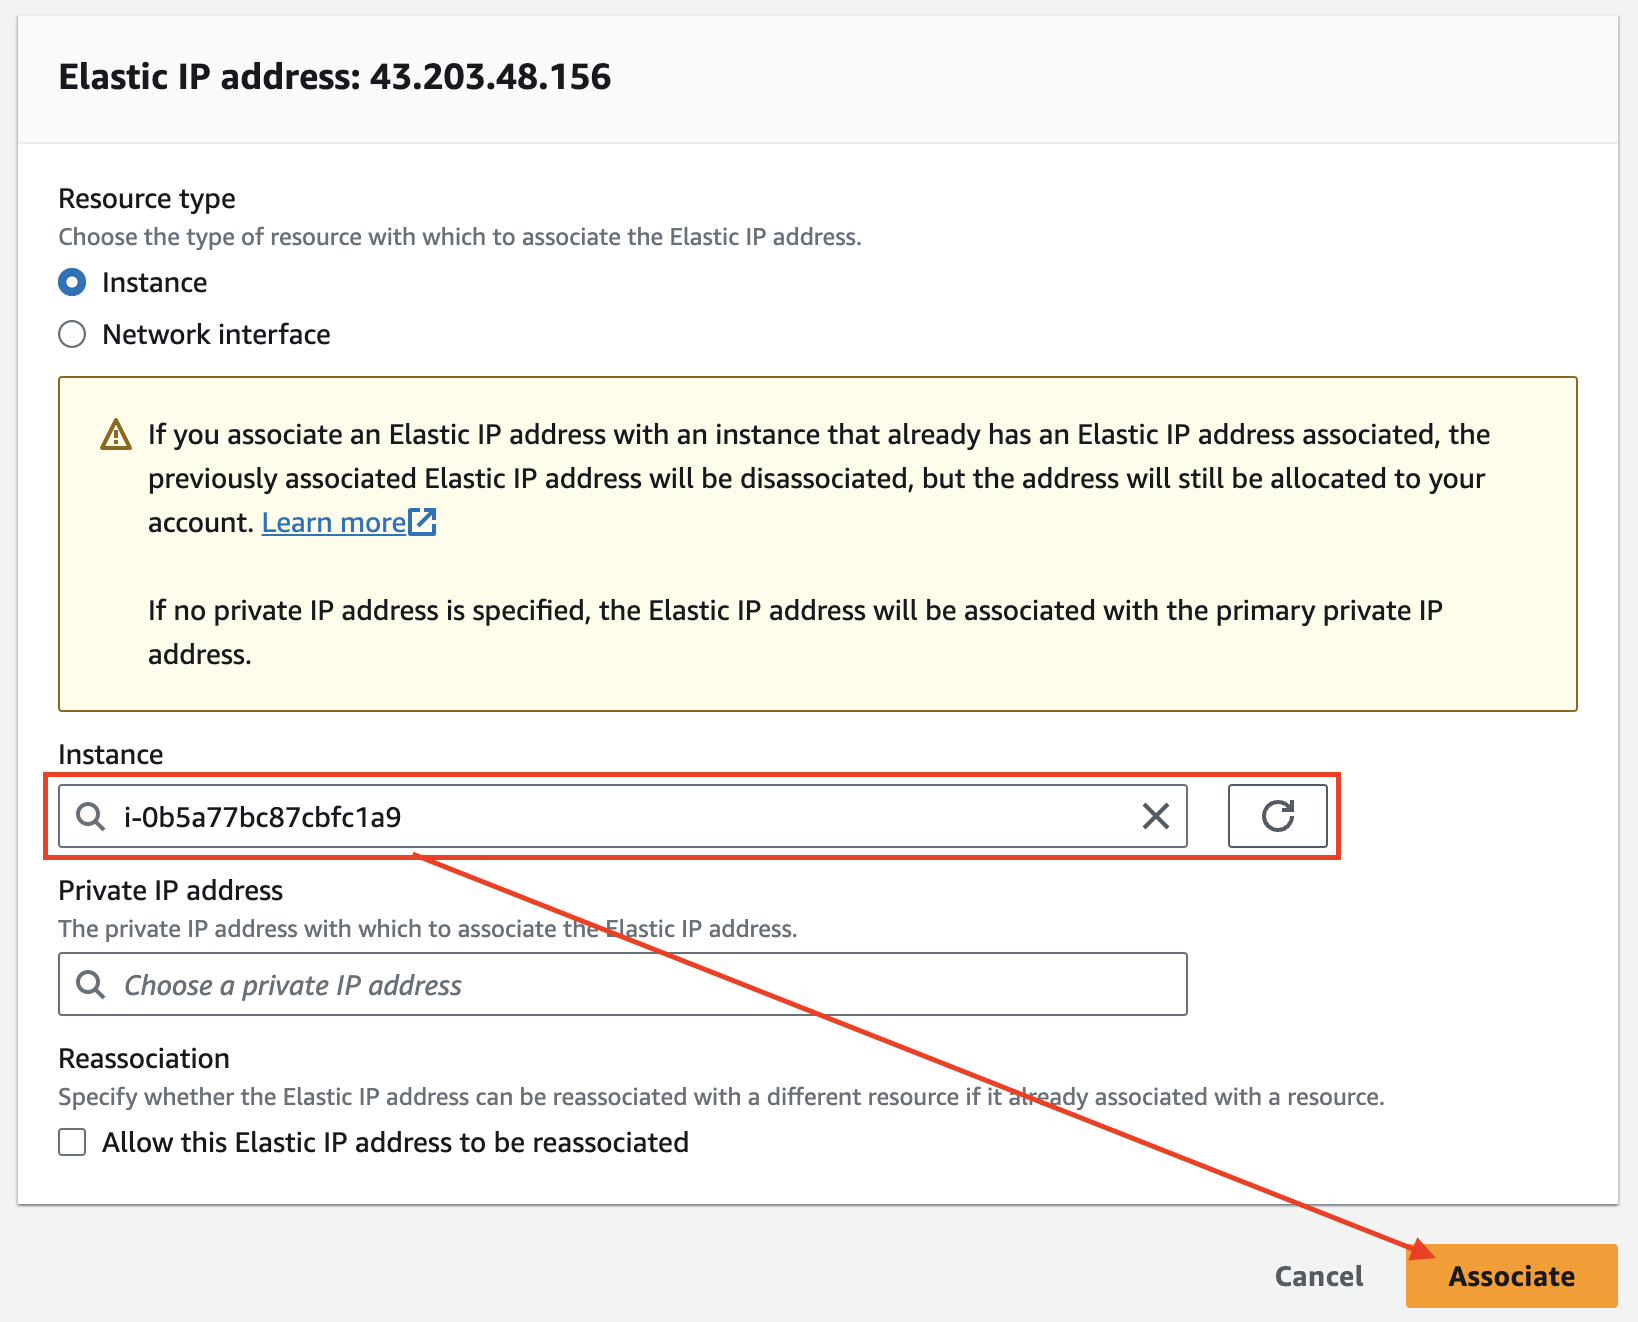 Elastic IP address: 43.203.48.156
Resource type
Choose the type of resource with which to associate the Elastic IP address.
Instance
Network interface
If you associate an Elastic IP address with an instance that already has an Elastic IP address associated, the
previously associated Elastic IP address will be disassociated, but the address will still be allocated to your
account. Learn more
If no private IP address is specified, the Elastic IP address will be associated with the primary private IP
address.
Instance
i-0b5a77bc87cbfc1a9
Private IP address
The private IP address with which to associate the Elastic IP address.
Choose a private IP address
Reassociation
Specify whether the Elastic IP address can be reassociated with a different resource if it already associated with a resource.
Allow this Elastic IP address to be reassociated
Cancel
Associate